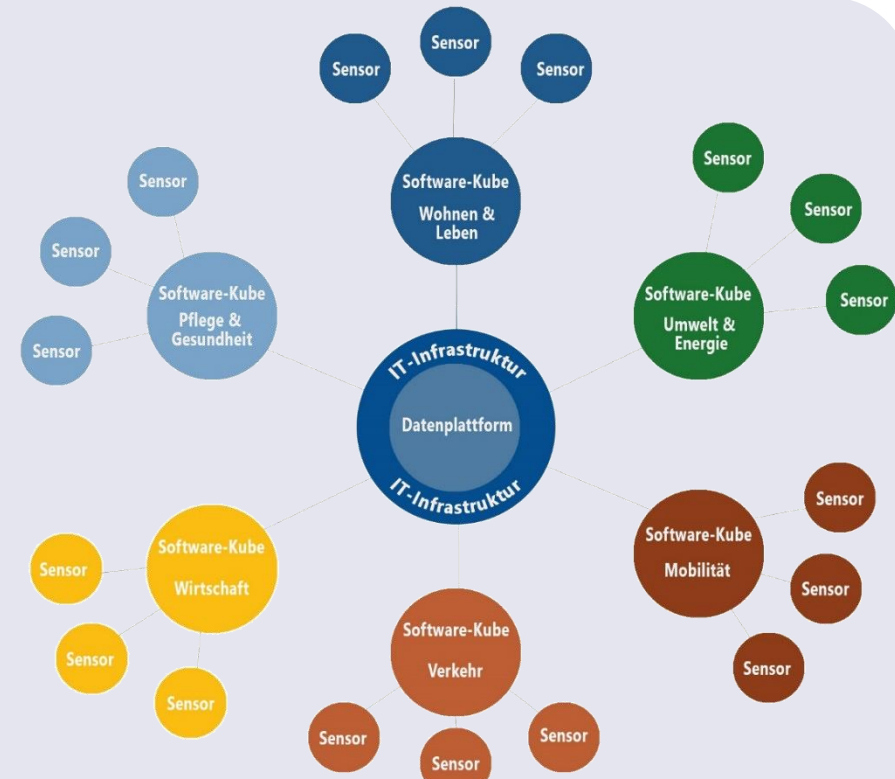 Sensor
Sensor
Sensor
Software-Kube
Wohnen &
Leben
Sensor
Sensor
Sensor
Software-Kube
Pflege &
Gesundheit
Sensor
Sensor
Sensor
Software-Kube
Umwelt &
Energie
IT-Infrastruktur
Datenplattform
IT-Infrastruktur
Software-Kube
Wirtschaft
Sensor
Sensor
Sensor
Software-Kube
Verkehr
Sensor
Sensor
Sensor
Software-Kube
Mobilität
Sensor
Sensor
Sensor